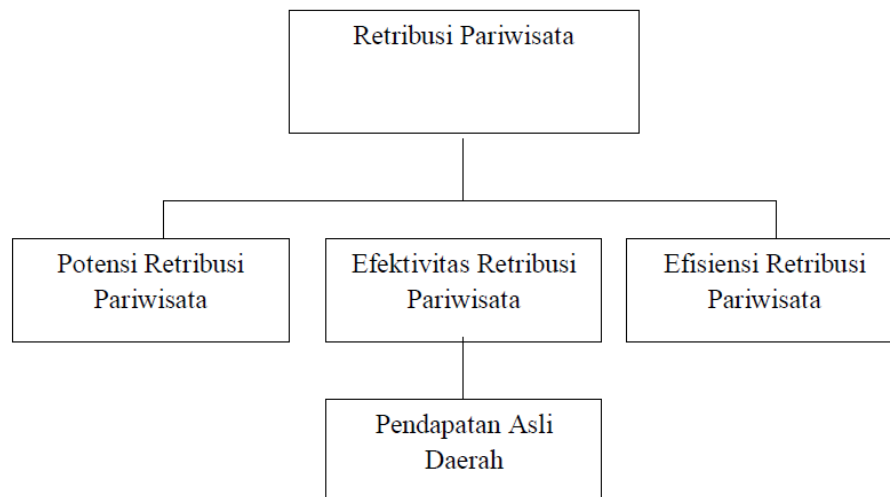 Retribusi Pariwisata
Potensi Retribusi
Pariwisata
Efektivitas Retribusi
Pariwisata
Efisiensi Retribusi
Pariwisata
Pendapatan Asli
Daerah